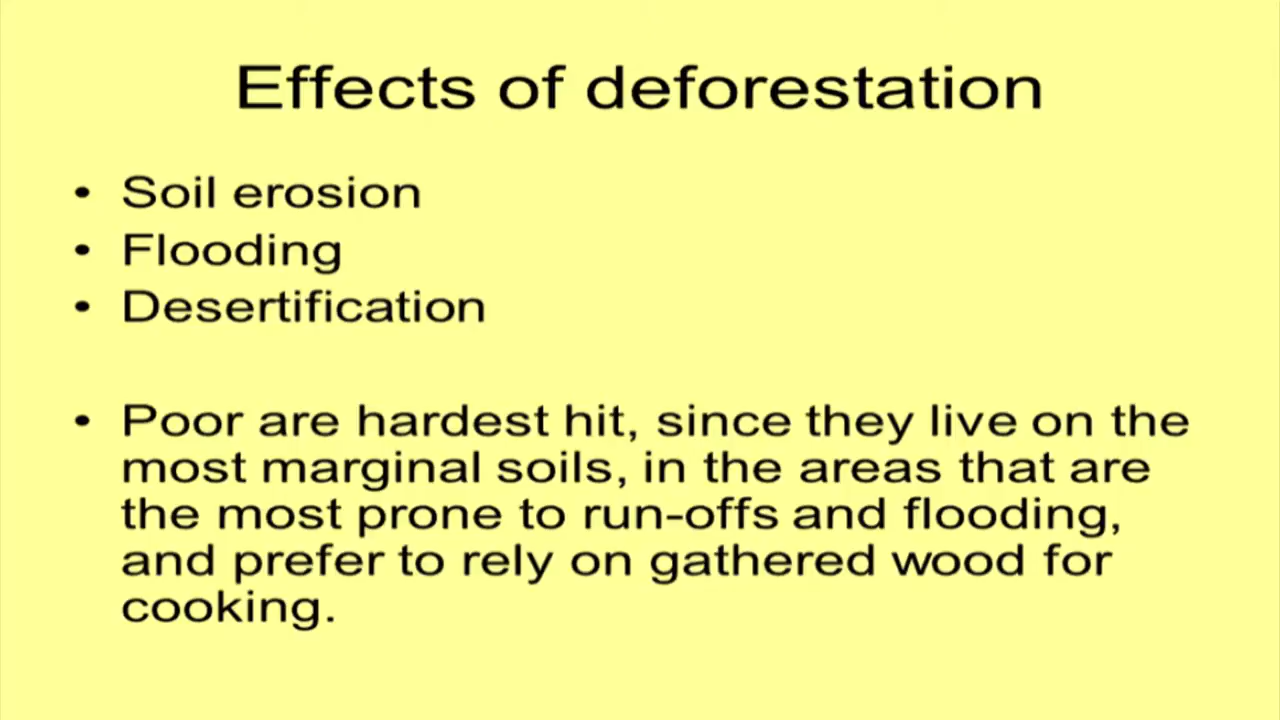 Effects of deforestation
• Soil erosion
• Flooding
• Desertification
• Poor are hardest hit, since they live on the
most marginal soils, in the areas that are
the most prone to run-offs and flooding,
and prefer to rely on gathered wood for
cooking.